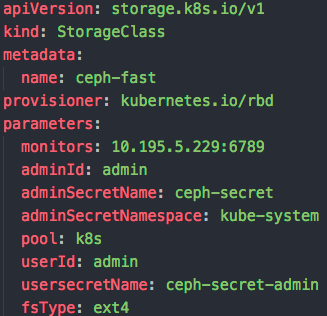 apiVersion: storage.k8s.io/v1
kind: StorageClass
metadata:
  name: ceph-fast
provisioner: kubernetes.io/rbd
parameters:
  monitors: 10.195.5.229:6789
  adminId: admin
  adminSecretName: ceph-secret
  adminSecretNamespace: kube-system
  pool: k8s
  userId: admin
  usersecretName: ceph-secret-admin
  fsType: ext4